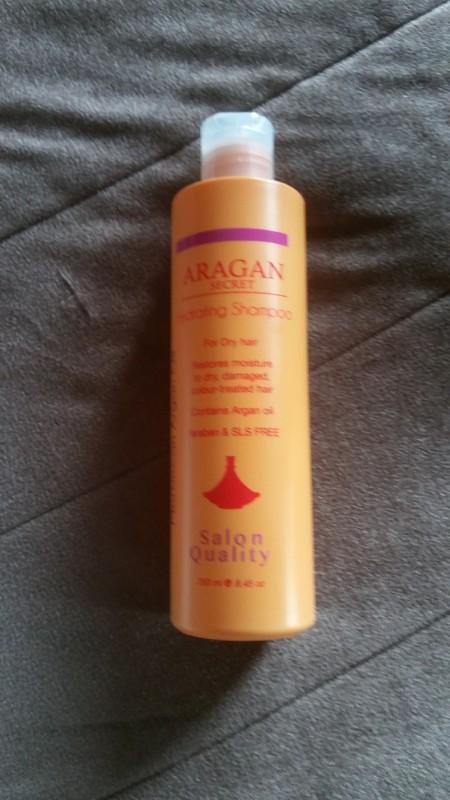 ARAGAN
SECRET
Hydrating Shampoo
For Dry hair
Restores moisture
to dry, damaged,
colour-treated hair
Contains Argan oil
Paraben & SLS FREE
Salon
Quality
250 ml e 8.45 oz